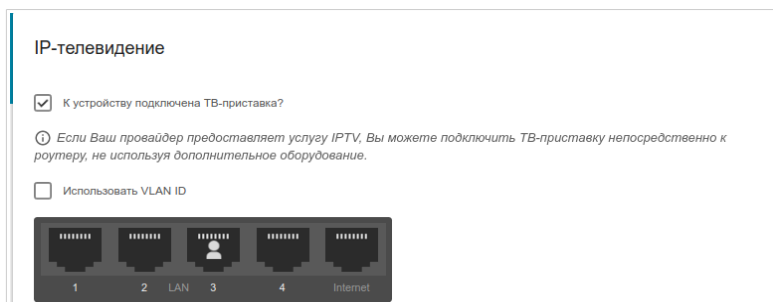 IP-телевидение
К устройству подключена ТВ-приставка?
Если Ваш провайдер предоставляет услугу IPTV, Вы можете подключить ТВ-приставку непосредственно к
роутеру, не используя дополнительное оборудование.
Использовать VLAN ID
1 2 LAN 3 4 Internet